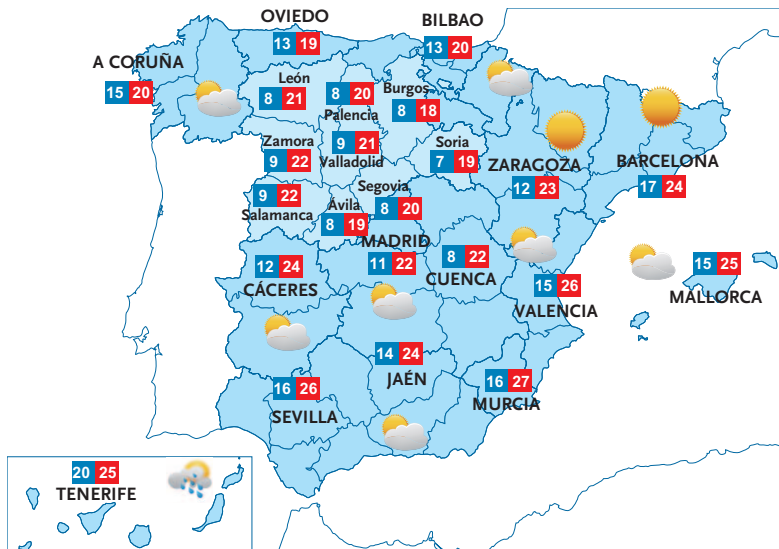 OVIEDO
13 19
BILBAO
13 20
A CORUÑA
15 20
León
8 21
8 20
Palencia
Burgos
8 18
Zamora
9 22
9 21
Valladolid
Soria
7 19
ZARAGOZA
12 23
BARCELONA
17 24
9 22
Salamanca
Ávila
8 19
Segovia
8 20
MADRID
11 22
8 22
CUENCA
12 24
CÁCERES
15 26
VALENCIA
15 25
MALLORCA
14 24
JAÉN
16 26
SEVILLA
16 27
MURCIA
20 25
TENERIFE